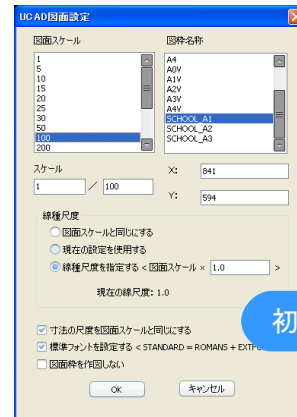 UCAD図面設定
図面スケール
図枠名称
1
5
10
15
20
25
30
50
100
200
A4
A0V
A1V
A2V
A3V
A4V
SCHOOL_A1
SCHOOL_A2
SCHOOL_A3
スケール
1 / 100
X: 841
Y: 594
線種尺度
図面スケールと同じにする
現在の設定を使用する
線種尺度を指定する < 図面スケール × 1.0 >
現在の線尺度: 1.0
初
寸法の尺度を図面スケールと同じにする
標準フォントを設定する < STANDARD = ROMANS + EXTF
図面枠を作図しない
OK
キャンセル